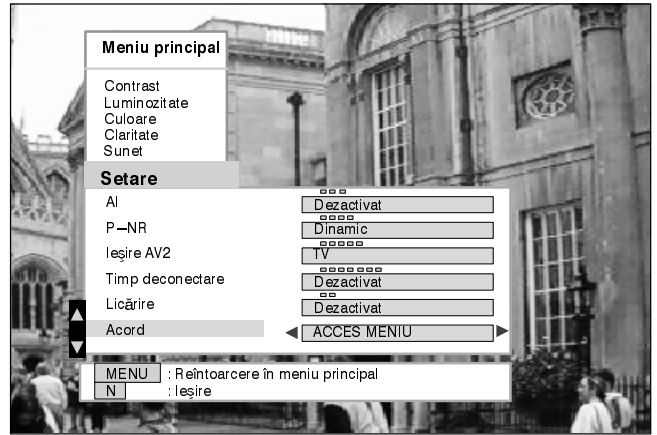 Meniu principal
Contrast
Luminozitate
Culoare
Claritate
Sunet
Setare
AI Dezactivat
P–NR Dinamic
Ieşire AV2 TV
Timp deconectare Dezactivat
Licărire Dezactivat
Acord ACCES MENIU
MENU : Reîntoarcere în meniu principal
N : Ieşire